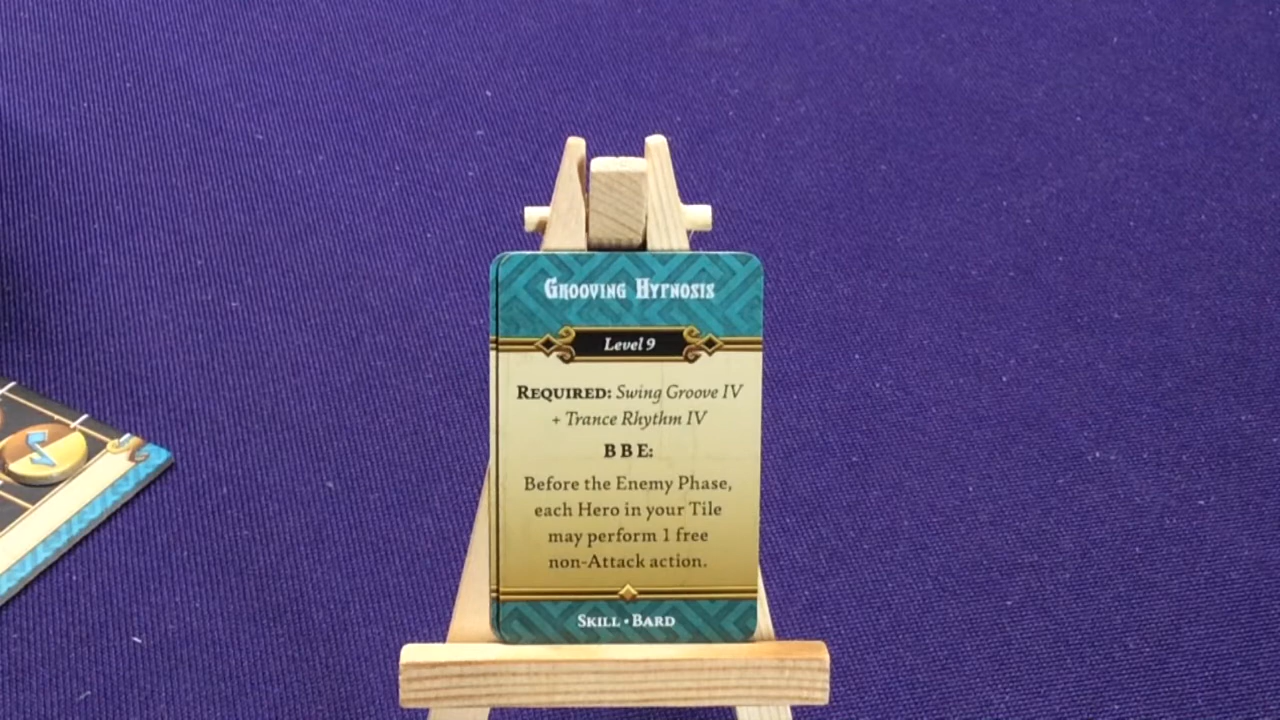 Grooving Hypnosis
Level 9
Required: Swing Groove IV
+ Trance Rhythm IV
B B E:
Before the Enemy Phase,
each Hero in your Tile
may perform 1 free
non-Attack action.
Skill • Bard